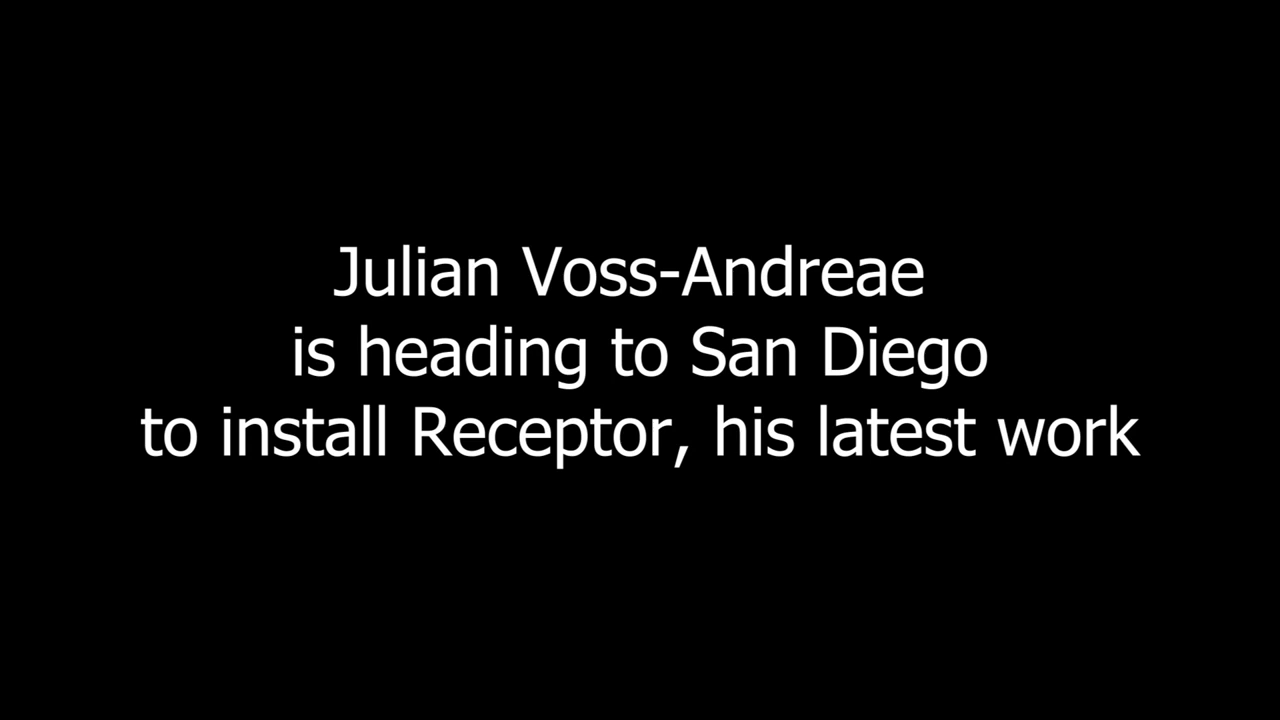 Julian Voss-Andreae
is heading to San Diego
to install Receptor, his latest work